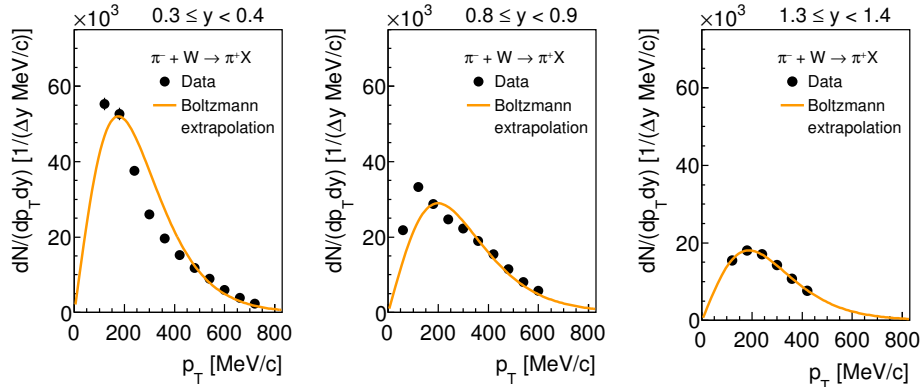 ×10³ 0.3 ≤ y < 0.4
dN/(dp_T dy) [1/(Δy MeV/c)]
π⁻ + W → π⁺X
Data
Boltzmann
extrapolation
60
40
20
0
0 200 400 600 800
p_T [MeV/c]
×10³ 0.8 ≤ y < 0.9
dN/(dp_T dy) [1/(Δy MeV/c)]
π⁻ + W → π⁺X
Data
Boltzmann
extrapolation
60
40
20
0
0 200 400 600 800
p_T [MeV/c]
×10³ 1.3 ≤ y < 1.4
dN/(dp_T dy) [1/(Δy MeV/c)]
π⁻ + W → π⁺X
Data
Boltzmann
extrapolation
60
40
20
0
0 200 400 600 800
p_T [MeV/c]